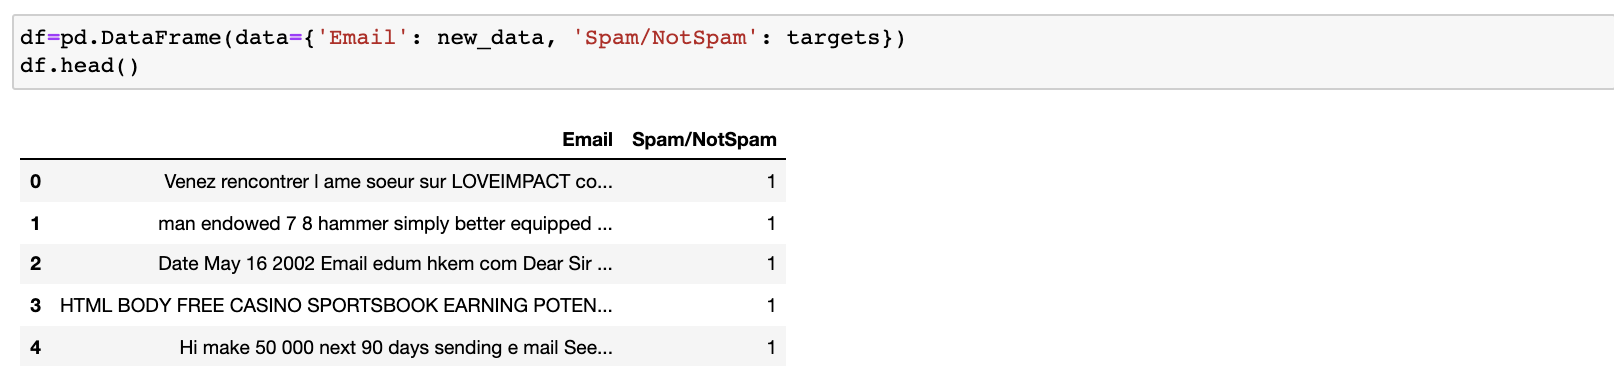 df=pd.DataFrame(data={'Email': new_data, 'Spam/NotSpam': targets})
df.head()
Email Spam/NotSpam
0 Venez rencontrer l ame soeur sur LOVEIMPACT co... 1
1 man endowed 7 8 hammer simply better equipped ... 1
2 Date May 16 2002 Email edum hkem com Dear Sir ... 1
3 HTML BODY FREE CASINO SPORTSBOOK EARNING POTEN... 1
4 Hi make 50 000 next 90 days sending e mail See... 1